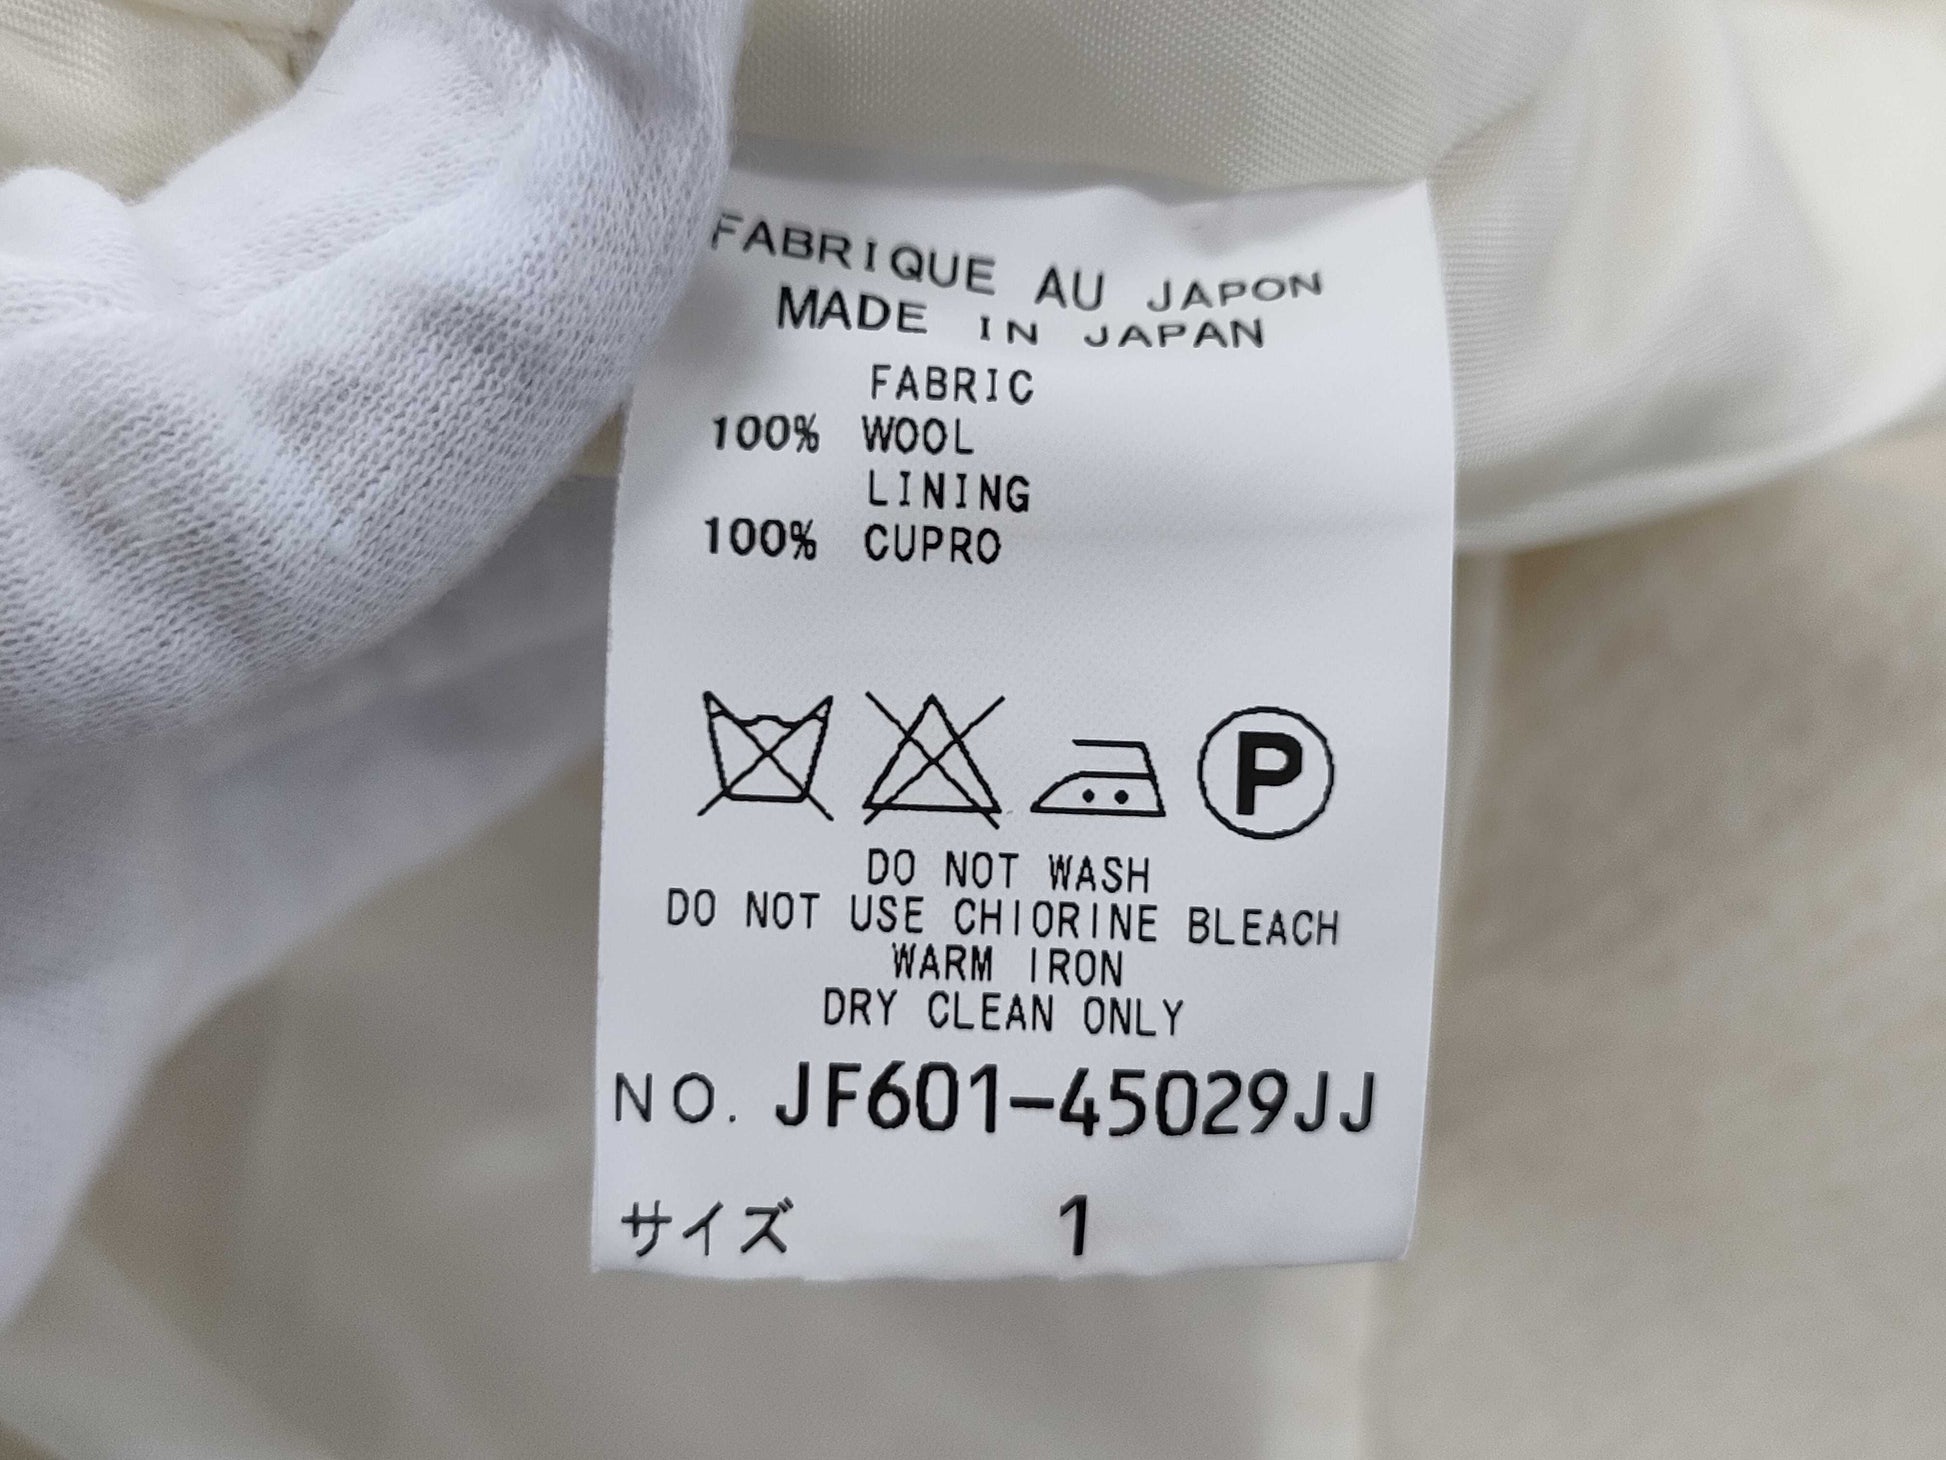 FABRIQUE AU JAPON
MADE IN JAPAN
FABRIC
100% WOOL
LINING
100% CUPRO
P
DO NOT WASH
DO NOT USE CHIORINE BLEACH
WARM IRON
DRY CLEAN ONLY
NO. JF601-45029JJ
サイズ 1